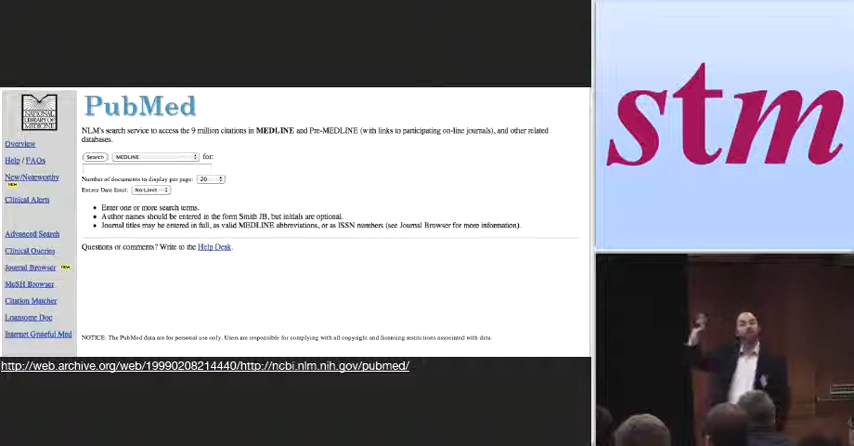 NATIONAL
LIBRARY
OF
MEDICINE
Overview
Help / FAQs
New/Noteworthy
NEW
Clinical Alerts
Advanced Search
Clinical Queries
Journal Browser NEW
MeSH Browser
Citation Matcher
Loansome Doc
Internet Grateful Med
PubMed
NLM's search service to access the 9 million citations in MEDLINE and Pre-MEDLINE (with links to participating on-line journals), and other related
databases.
Search MEDLINE for:
Number of documents to display per page: 20
Entrez Date limit: No Limit
• Enter one or more search terms.
• Author names should be entered in the form Smith JB, but initials are optional.
• Journal titles may be entered in full, as valid MEDLINE abbreviations, or as ISSN numbers (see Journal Browser for more information).
Questions or comments? Write to the Help Desk.
NOTICE: The PubMed data are for personal use only. Users are responsible for complying with all copyright and licensing restrictions associated with data.
http://web.archive.org/web/19990208214440/http://ncbi.nlm.nih.gov/pubmed/
stm